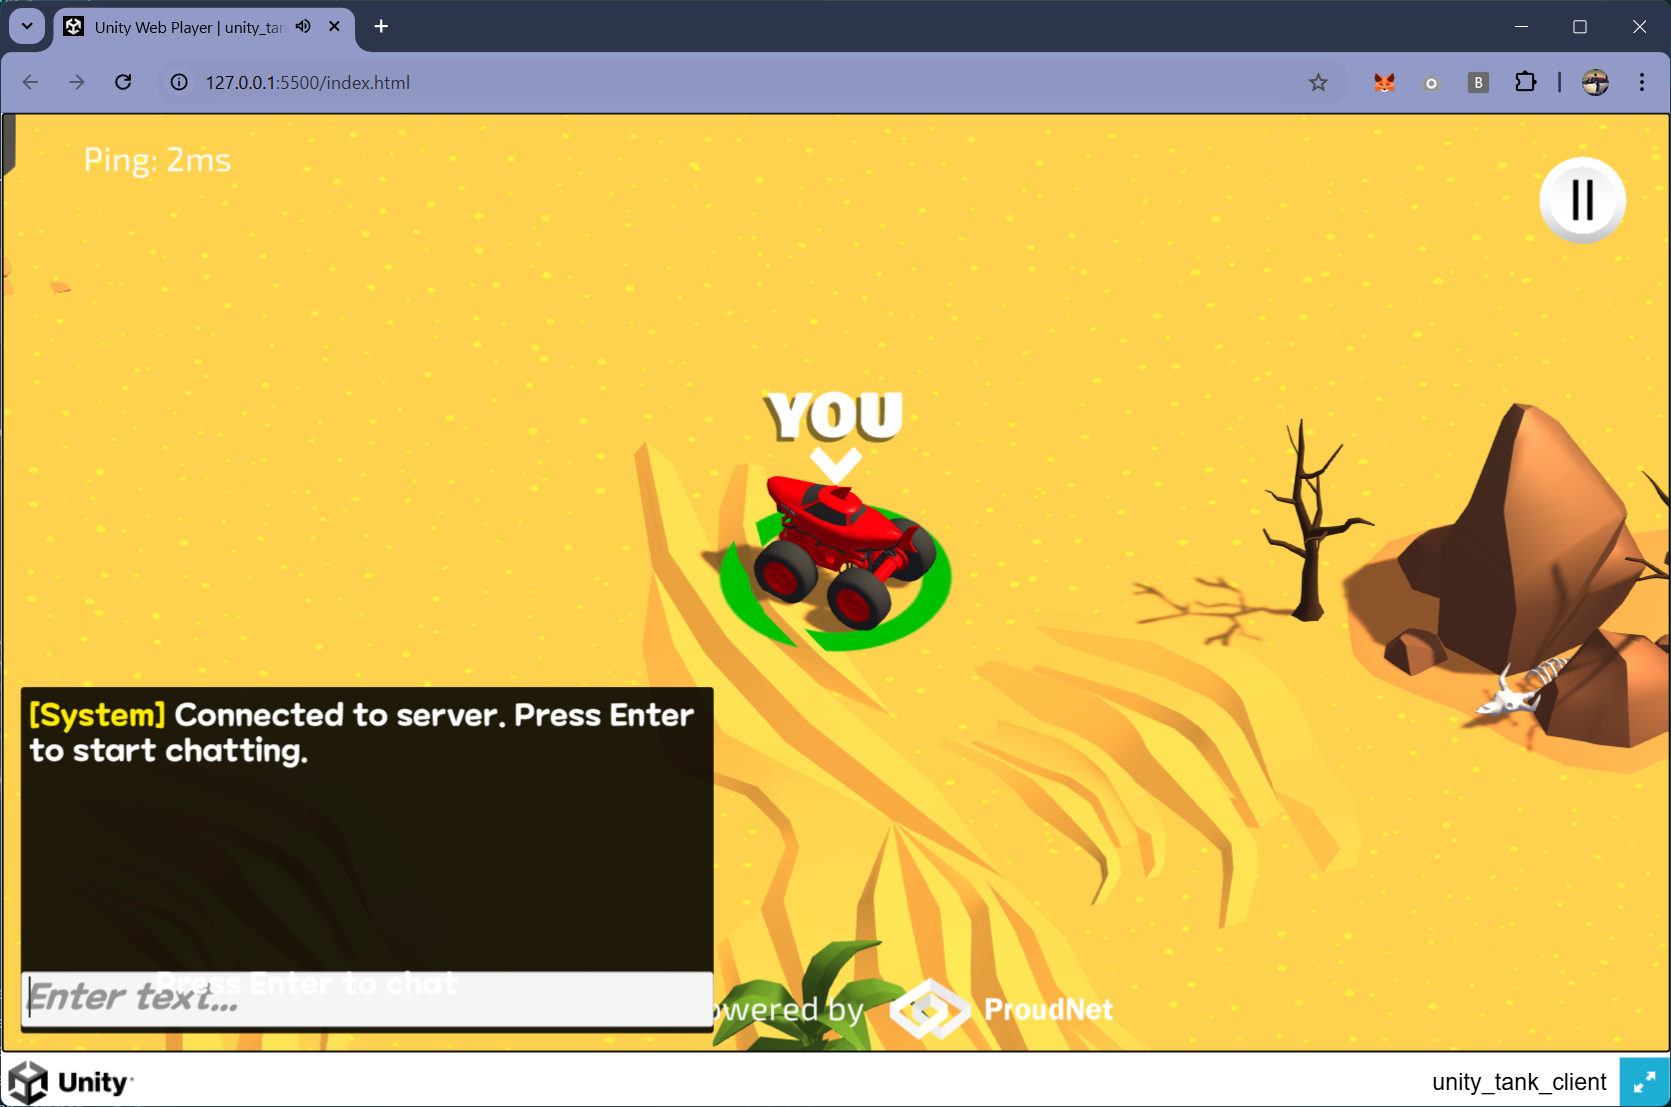 Unity Web Player | unity_tan
127.0.0.1:5500/index.html
B
Ping: 2ms
YOU
[System] Connected to server. Press Enter
to start chatting.
Press Enter to chat
Enter text...
owered by ProudNet
Unity
unity_tank_client